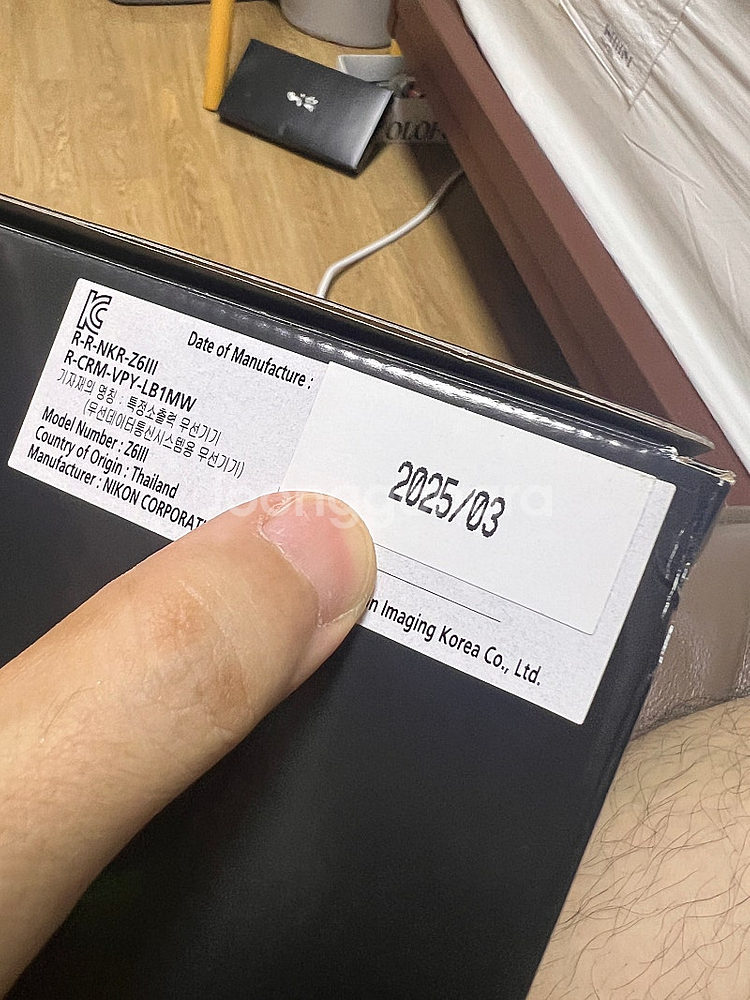 R-R-NKR-Z6III
R-CRM-VPY-LB1MW
기자재의 명칭 : 특정소출력 무선기기
(무선데이터통신시스템용 무선기기)
Model Number : Z6III
Country of Origin : Thailand
Manufacturer : NIKON CORPORAT
Date of Manufacture :
2025/03
n Imaging Korea Co., Ltd.